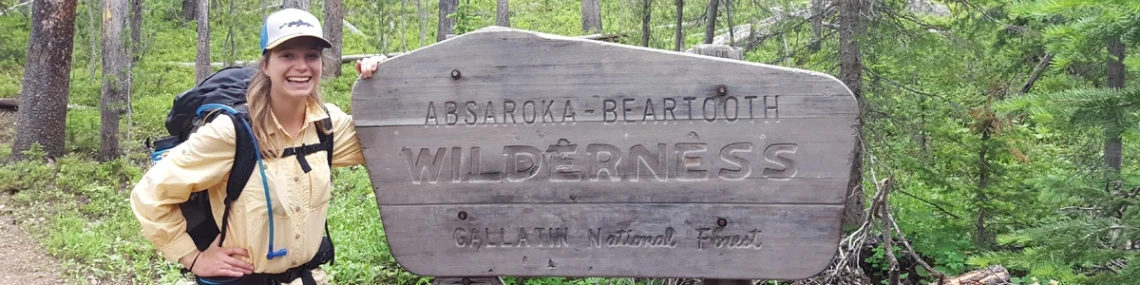 ABSAROKA-BEARTOOTH
WILDERNESS
GALLATIN National Forest